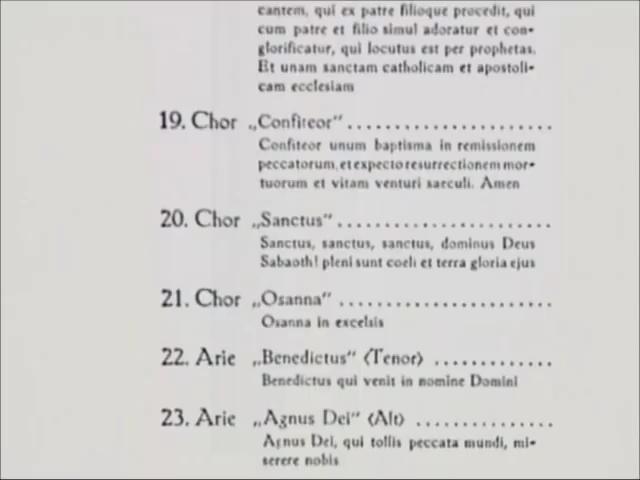 cantem, qui ex patre filioque procedit, qui
cum patre et filio simul adoratur et con-
glorificatur, qui locutus est per prophetas.
Et unam sanctam catholicam et apostoli-
cam ecclesiam
19. Chor „Confiteor" . . . . . . . . . . . . . . . . . .
Confiteor unum baptisma in remissionem
peccatorum, et expecto resurrectionem mor-
tuorum et vitam venturi saeculi. Amen
20. Chor „Sanctus" . . . . . . . . . . . . . . . . . . .
Sanctus, sanctus, sanctus, dominus Deus
Sabaoth! pleni sunt coeli et terra gloria ejus
21. Chor „Osanna" . . . . . . . . . . . . . . . . . . .
Osanna in excelsis
22. Arie „Benedictus" (Tenor) . . . . . . . . . .
Benedictus qui venit in nomine Domini
23. Arie „Agnus Dei" (Alt) . . . . . . . . . . . .
Agnus Dei, qui tollis peccata mundi, mi-
serere nobis